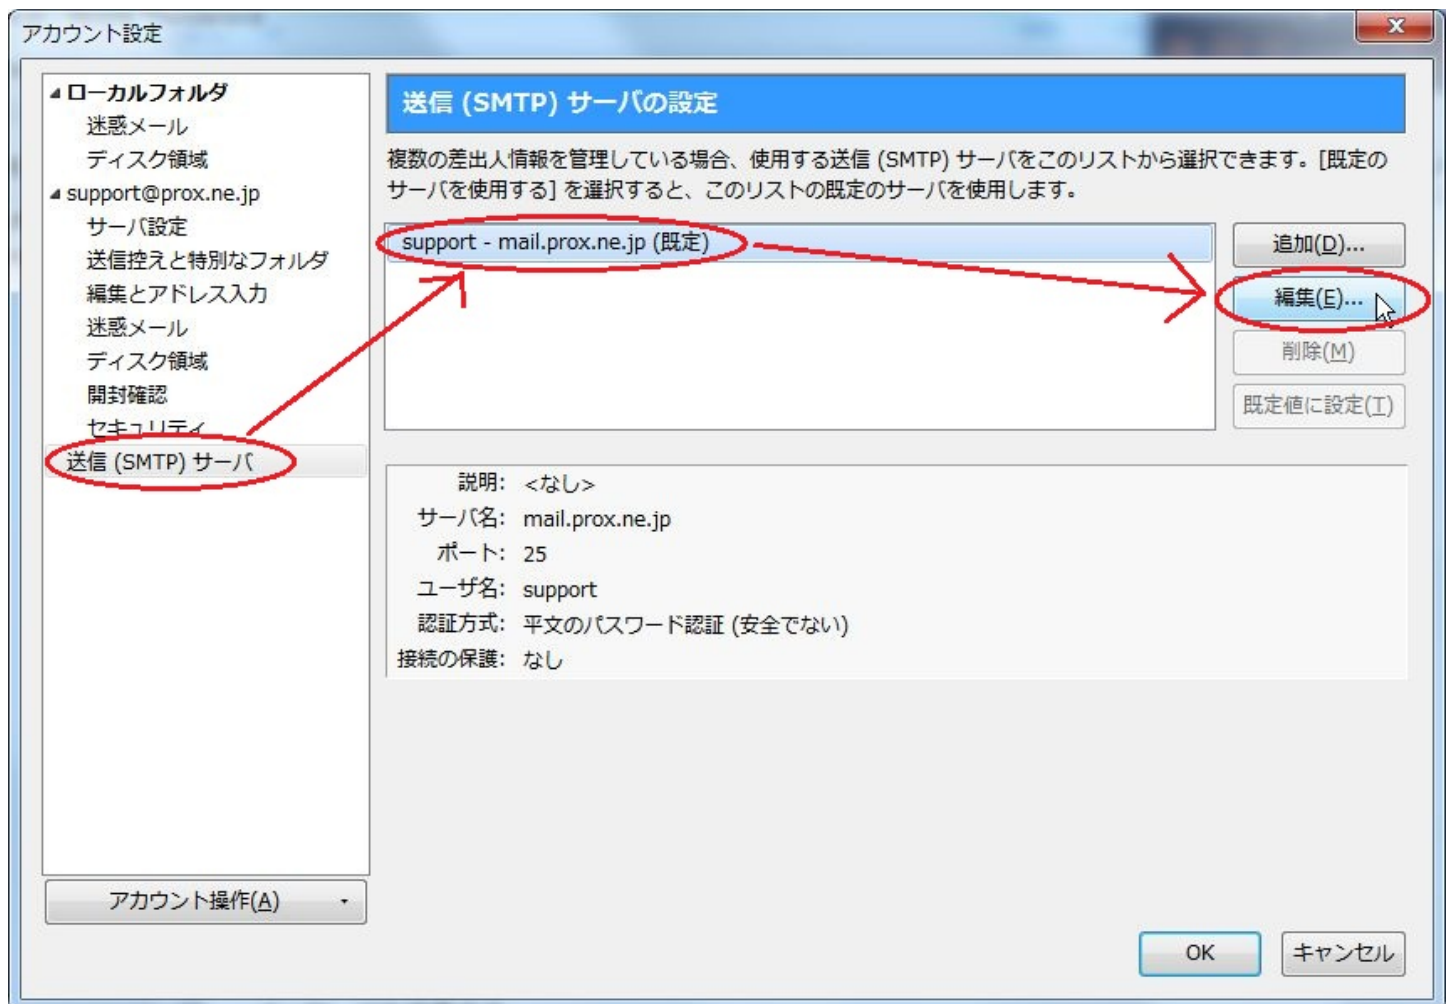 アカウント設定
ローカルフォルダ
迷惑メール
ディスク領域
support@prox.ne.jp
サーバ設定
送信控えと特別なフォルダ
編集とアドレス入力
迷惑メール
ディスク領域
開封確認
セキュリティ
送信 (SMTP) サーバ
アカウント操作(A)
送信 (SMTP) サーバの設定
複数の差出人情報を管理している場合、使用する送信 (SMTP) サーバをこのリストから選択できます。[既定の
サーバを使用する] を選択すると、このリストの既定のサーバを使用します。
support - mail.prox.ne.jp (既定)
追加(D)...
編集(E)...
削除(M)
既定値に設定(T)
説明: <なし>
サーバ名: mail.prox.ne.jp
ポート: 25
ユーザ名: support
認証方式: 平文のパスワード認証 (安全でない)
接続の保護: なし
OK
キャンセル